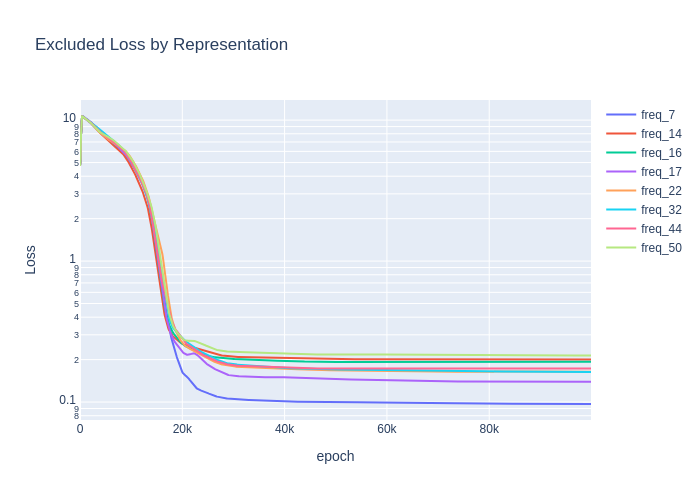 Excluded Loss by Representation
10
9
8
7
6
5
4
3
2
1
9
8
7
6
5
4
3
2
0.1
9
8
0 20k 40k 60k 80k
epoch
Loss
freq_7
freq_14
freq_16
freq_17
freq_22
freq_32
freq_44
freq_50